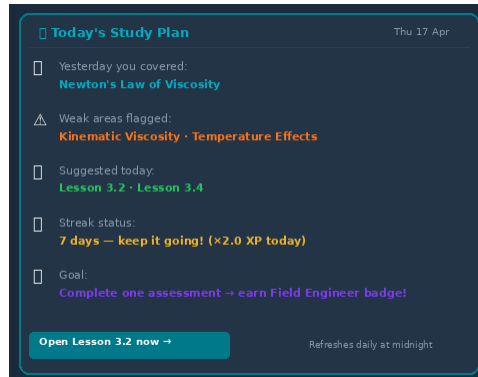 Today's Study Plan
Thu 17 Apr
Yesterday you covered:
Newton's Law of Viscosity
Weak areas flagged:
Kinematic Viscosity · Temperature Effects
Suggested today:
Lesson 3.2 · Lesson 3.4
Streak status:
7 days — keep it going! (×2.0 XP today)
Goal:
Complete one assessment → earn Field Engineer badge!
Open Lesson 3.2 now →
Refreshes daily at midnight